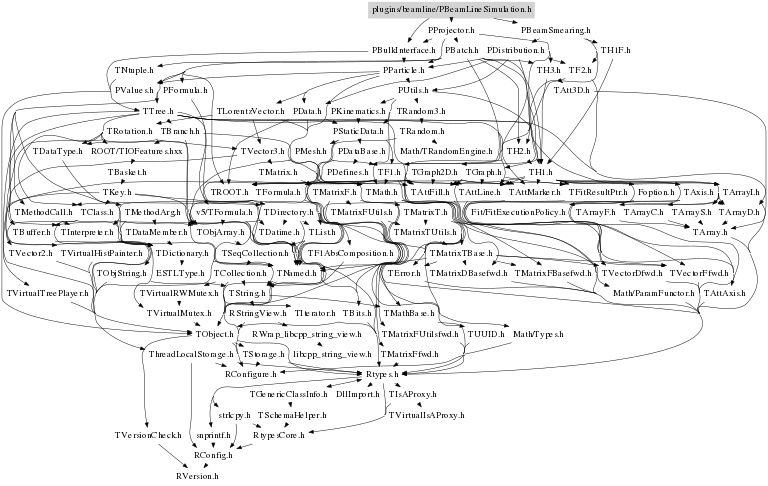 plugins/beamline/PBeamLineSimulation.h
PProjector.h
PBeamSmearing.h
PBulkInterface.h
PBatch.h
PDistribution.h
TH1F.h
TNtuple.h
PParticle.h
TH3.h
TF2.h
PValues.h
PFormula.h
PUtils.h
TAtt3D.h
TTree.h
TLorentzVector.h
PData.h
PKinematics.h
TRandom3.h
TRotation.h
TBranch.h
PStaticData.h
TRandom.h
TDataType.h
ROOT/TIOFeatures.hxx
TVector3.h
PMesh.h
PDataBase.h
Math/TRandomEngine.h
TH2.h
TBasket.h
TMatrix.h
PDefines.h
TF1.h
TGraph2D.h
TGraph.h
TH1.h
TKey.h
TROOT.h
TFormula.h
TMatrixF.h
TMath.h
TAttFill.h
TAttLine.h
TAttMarker.h
TFitResultPtr.h
Foption.h
TAxis.h
TArrayI.h
TMethodCall.h
TClass.h
TMethodArg.h
v5/TFormula.h
TDirectory.h
TMatrixFUtils.h
TMatrixT.h
Fit/FitExecutionPolicy.h
TArrayF.h
TArrayC.h
TArrayS.h
TArrayD.h
TBuffer.h
TInterpreter.h
TDataMember.h
TObjArray.h
TDatime.h
TList.h
TMatrixTUtils.h
TArray.h
TVector2.h
TVirtualHistPainter.h
TDictionary.h
TSeqCollection.h
TF1AbsComposition.h
TMatrixTBase.h
TObjString.h
ESTLType.h
TCollection.h
TNamed.h
TError.h
TMatrixDBasefwd.h
TMatrixFBasefwd.h
TVectorDfwd.h
TVectorFfwd.h
TVirtualTreePlayer.h
TVirtualRWMutex.h
TString.h
Math/ParamFunctor.h
TAttAxis.h
TVirtualMutex.h
RStringView.h
TIterator.h
TBits.h
TMathBase.h
TObject.h
RWrap_libcpp_string_view.h
TMatrixFUtilsfwd.h
TUUID.h
Math/Types.h
ThreadLocalStorage.h
TStorage.h
libcpp_string_view.h
TMatrixFfwd.h
RConfigure.h
Rtypes.h
TGenericClassInfo.h
DllImport.h
TIsAProxy.h
strlcpy.h
TSchemaHelper.h
TVirtualIsAProxy.h
TVersionCheck.h
snprintf.h
RtypesCore.h
RConfig.h
RVersion.h